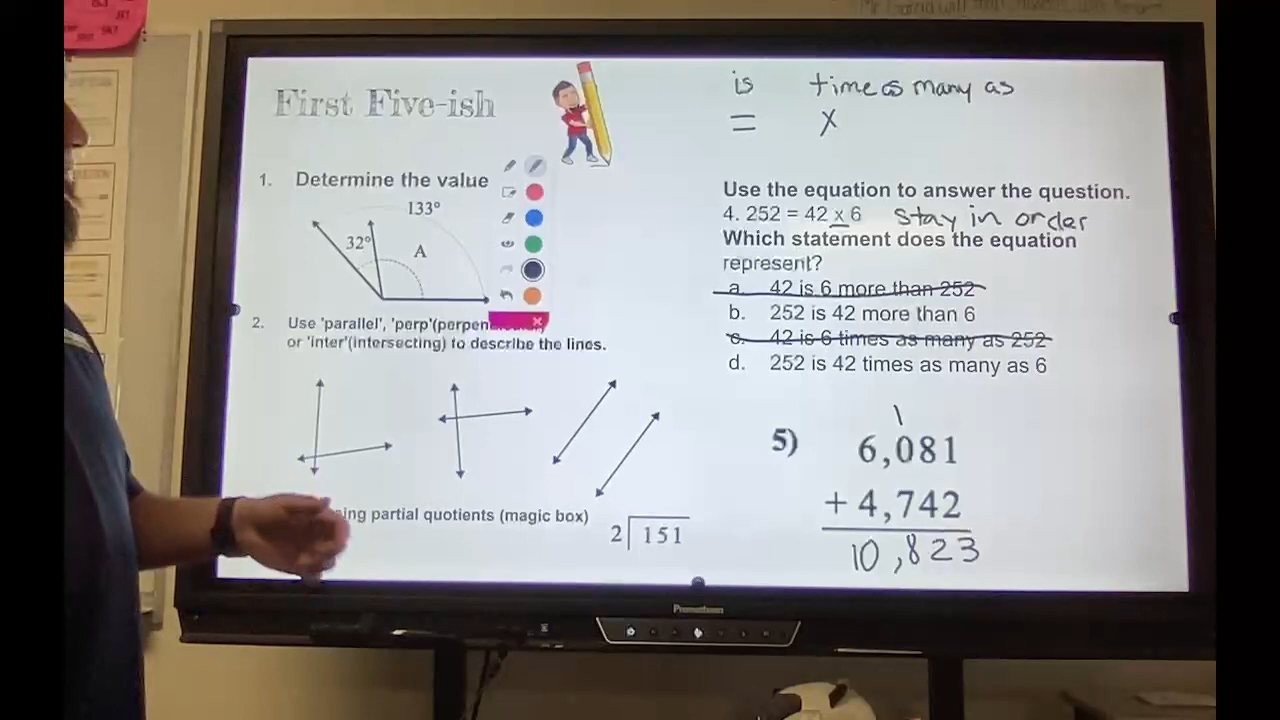 First Five-ish
is time as many as
= x
1. Determine the value
133°
32°
A
2. Use 'parallel', 'perp'(perpen
or 'inter'(intersecting) to describe the lines.
ing partial quotients (magic box)
2 151
Use the equation to answer the question.
4. 252 = 42 x 6 Stay in order
Which statement does the equation
represent?
a. 42 is 6 more than 252
b. 252 is 42 more than 6
c. 42 is 6 times as many as 252
d. 252 is 42 times as many as 6
1
5) 6,081
+ 4,742
10,823
Promethean